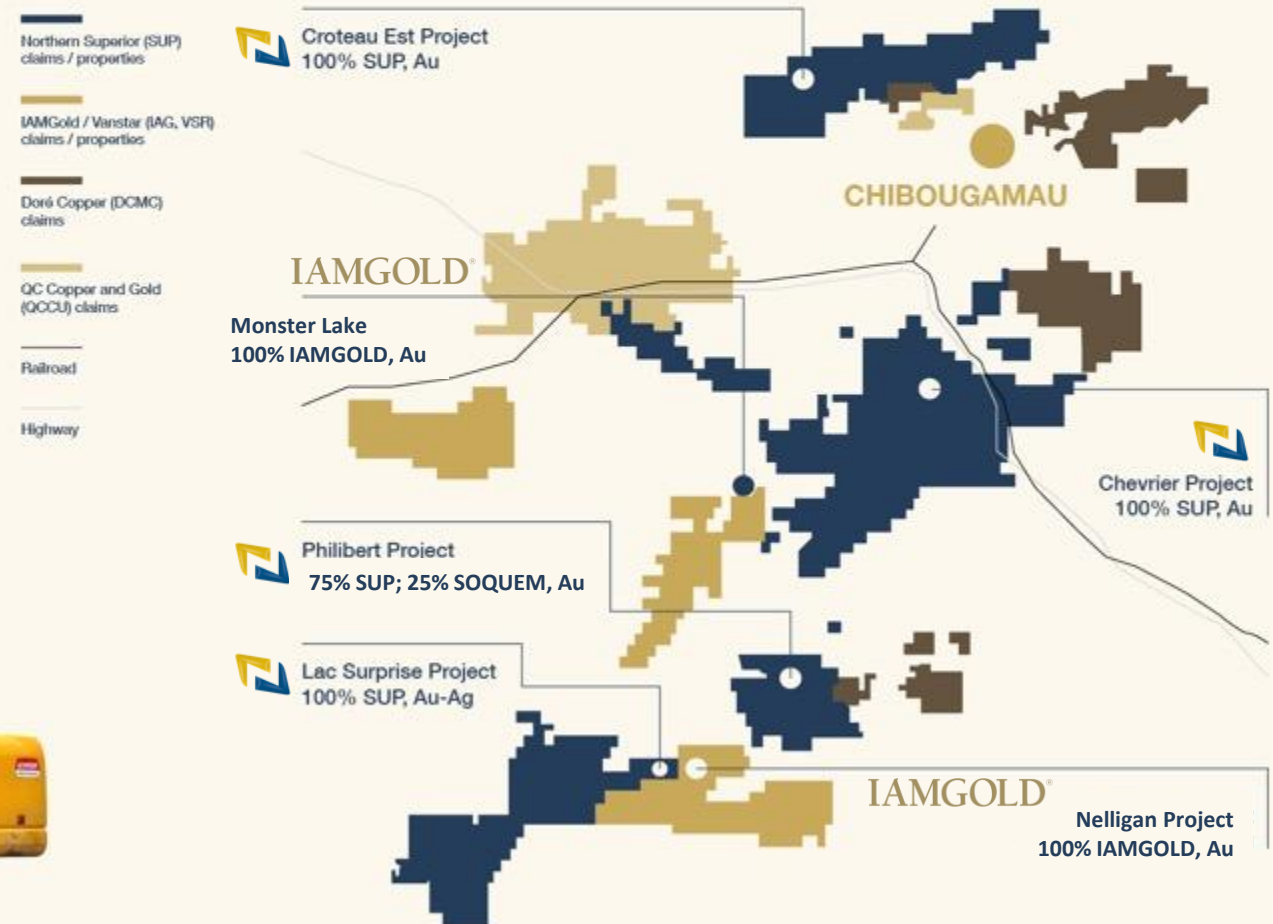 Northern Superior (SUP)
claims / properties
IAMGold / Vanstar (IAG, VSR)
claims / properties
Doré Copper (DCMC)
claims
QC Copper and Gold
(QCCU) claims
Railroad
Highway
Croteau Est Project
100% SUP, Au
CHIBOUGAMAU
IAMGOLD®
Monster Lake
100% IAMGOLD, Au
Chevrier Project
100% SUP, Au
Philibert Project
75% SUP; 25% SOQUEM, Au
Lac Surprise Project
100% SUP, Au-Ag
IAMGOLD®
Nelligan Project
100% IAMGOLD, Au